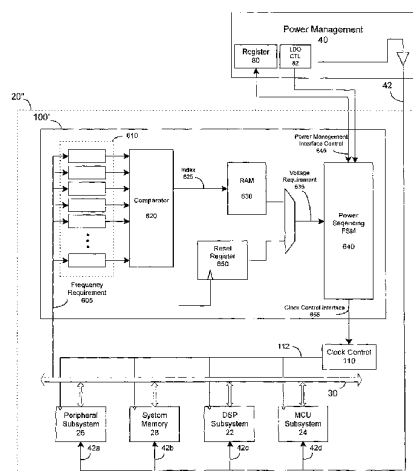 Power Management
40
Register
80
LDO
CTL
82
42
20"
100'
610
Power Management
Interface Control
645
Index
625
RAM
630
Voltage
Requirement
635
Comparator
620
Power
Seqencing
FSM
640
Reset
Register
650
Frequency
Requirement
605
Clock Control Interface
655
112
Clock Control
110
30
Peripheral
Subsystem
26
System
Memory
28
DSP
Subsystem
22
MCU
Subsystem
24
42a
42b
42c
42d